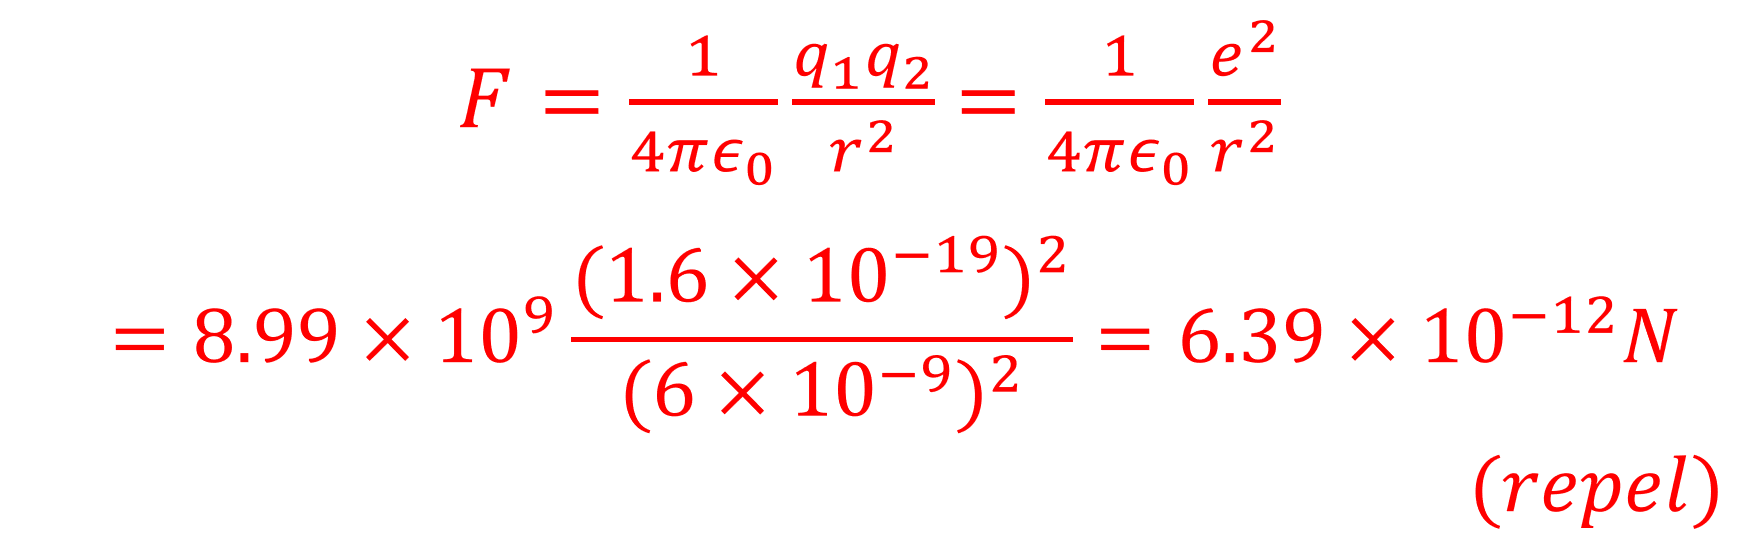 F = 1/(4πϵ₀) q₁q₂/r² = 1/(4πϵ₀) e²/r²
= 8.99 × 10⁹ (1.6 × 10⁻¹⁹)²/(6 × 10⁻⁹)² = 6.39 × 10⁻¹² N
(repel)